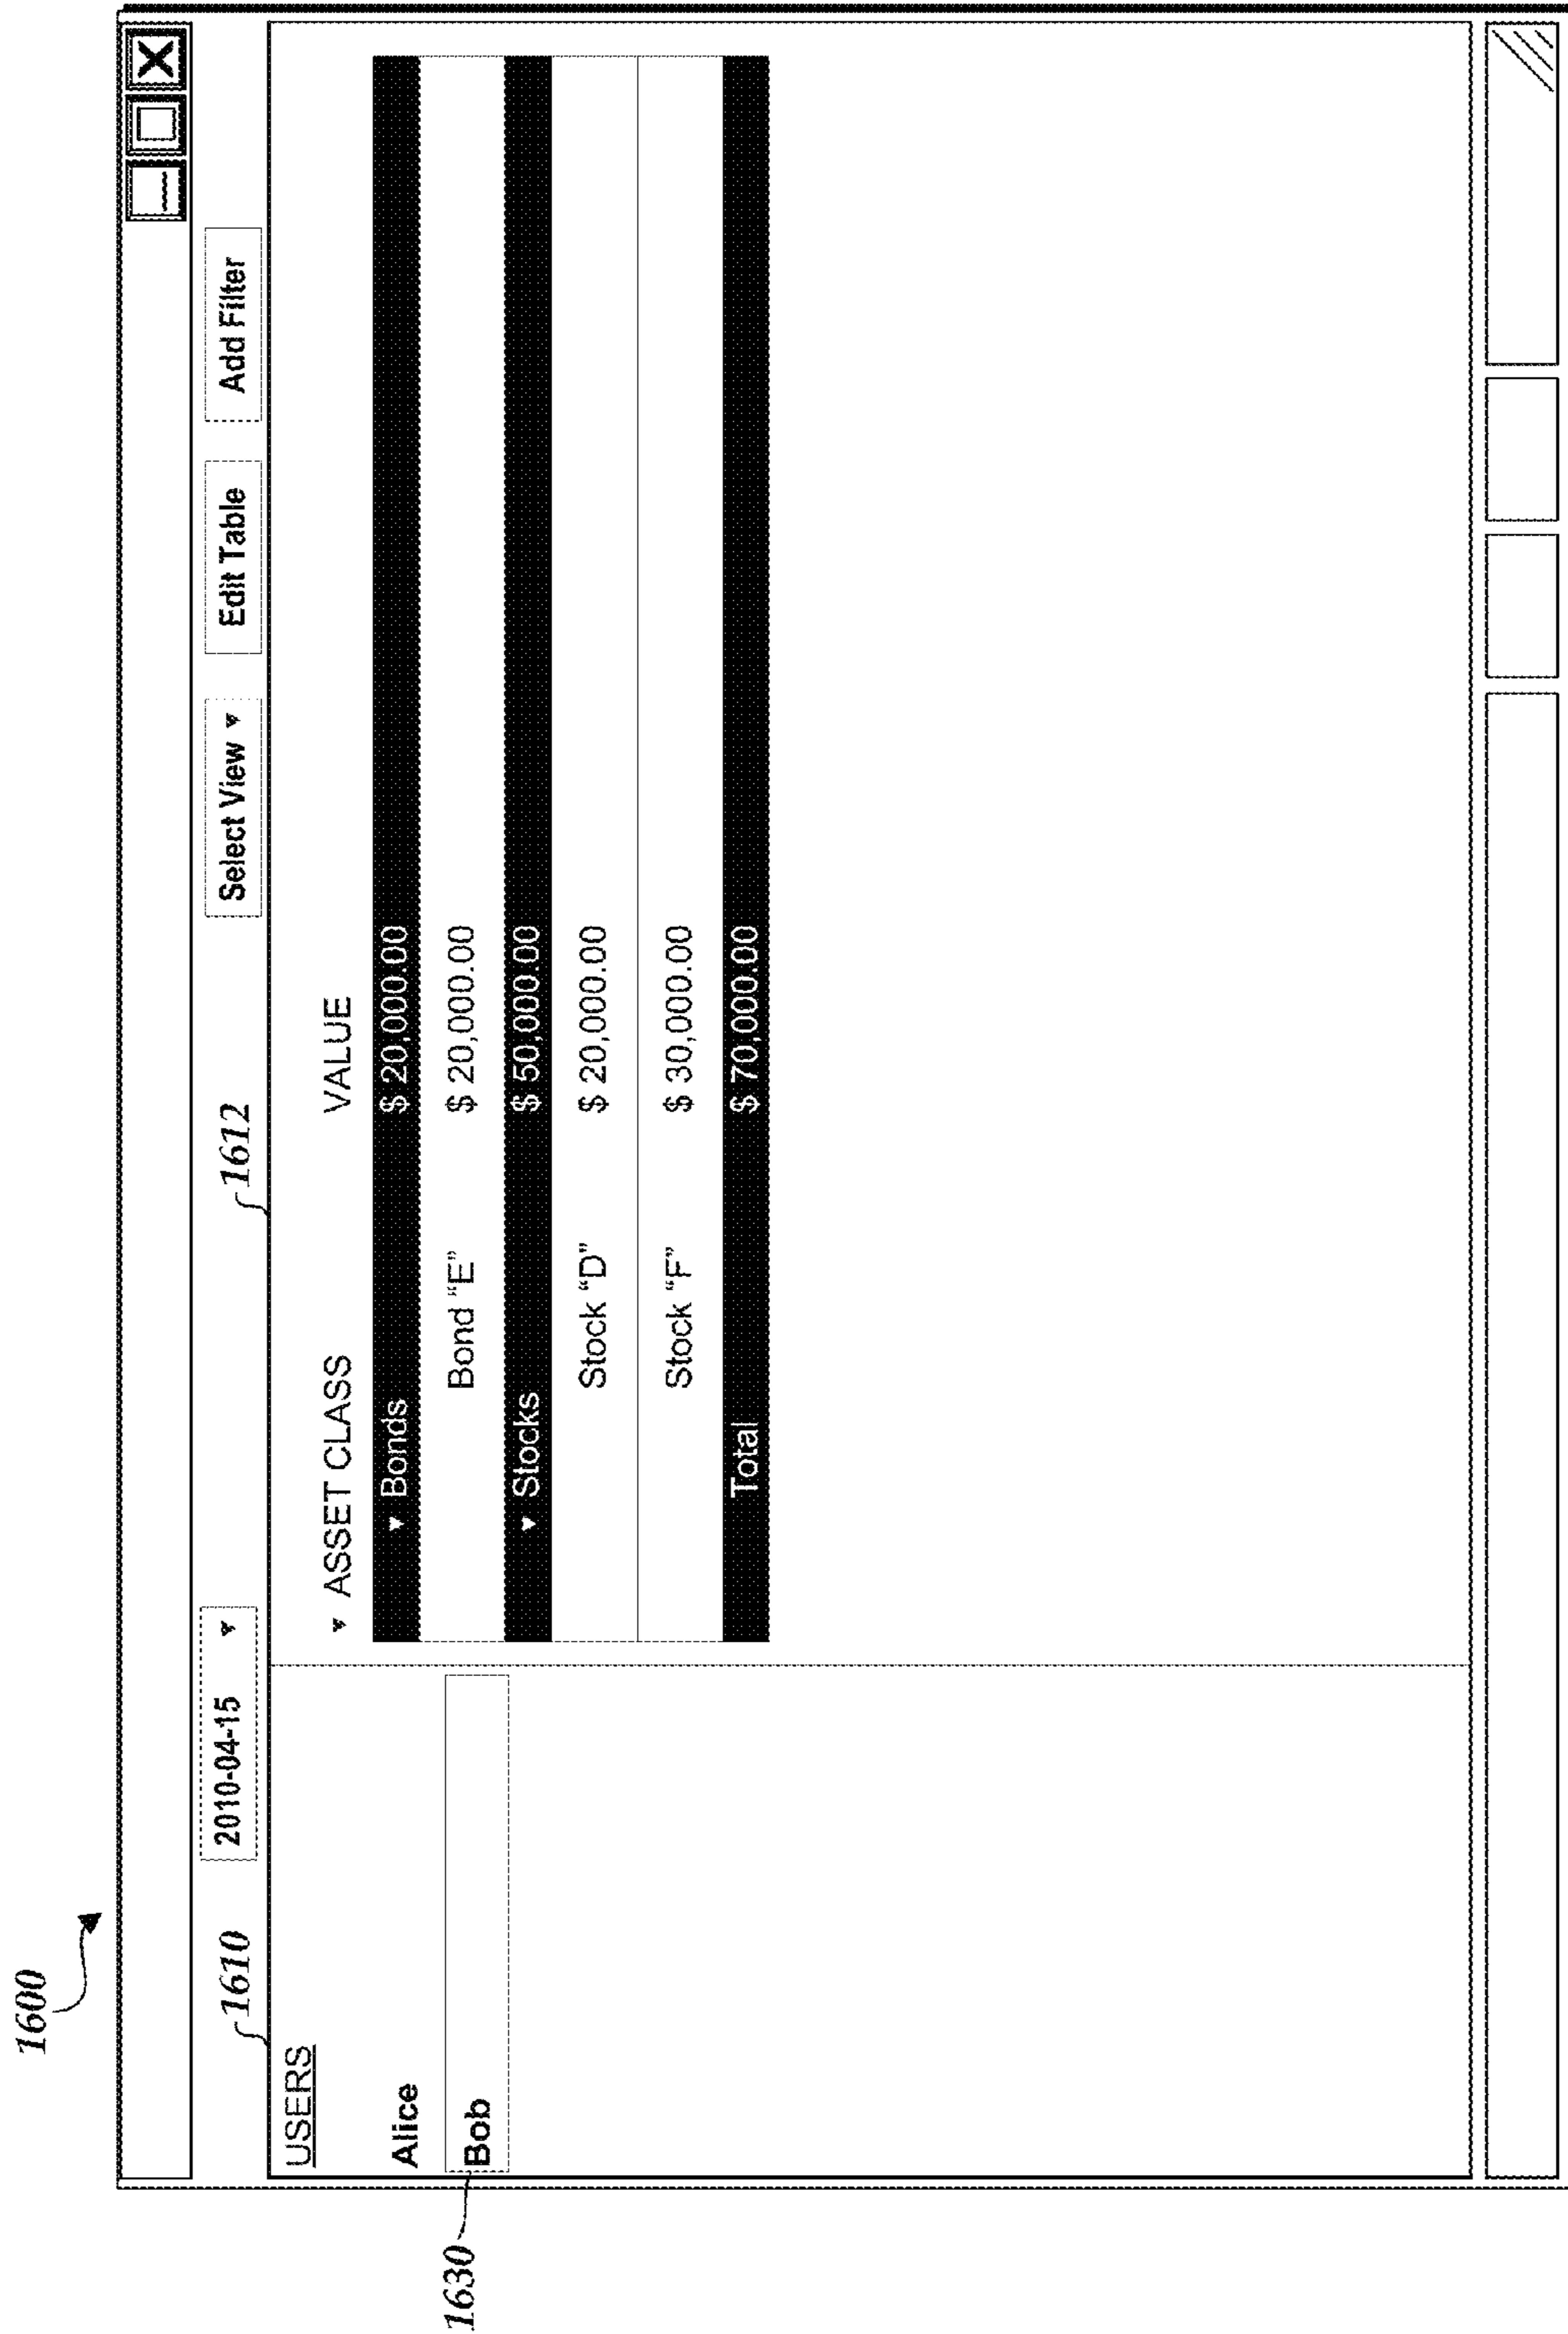 1600
1610
2010-04-15
1612
Select View
Edit Table
Add Filter
USERS
Alice
Bob
1630
ASSET CLASS VALUE
Bonds $ 20,000.00
Bond “E” $ 20,000.00
Stocks $ 50,000.00
Stock “D” $ 20,000.00
Stock “F” $ 30,000.00
Total $ 70,000.00